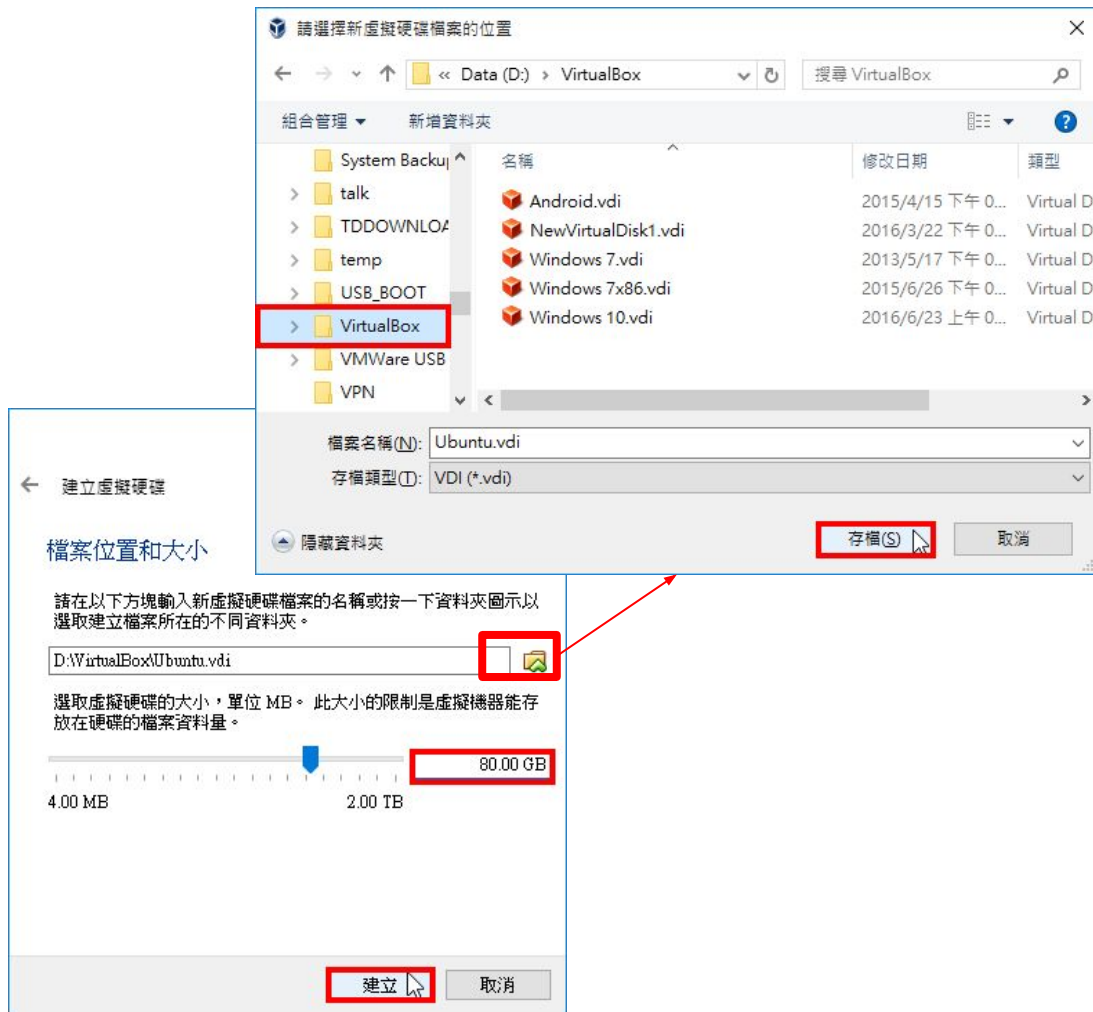 請選擇新虛擬硬碟檔案的位置
« Data (D:) › VirtualBox
搜尋 VirtualBox
組合管理 新增資料夾
名稱 修改日期 類型
System Backu
talk
TDDOWNLOA
temp
USB_BOOT
VirtualBox
VMWare USB
VPN
Android.vdi 2015/4/15 下午 0... Virtual D
NewVirtualDisk1.vdi 2016/3/22 下午 0... Virtual D
Windows 7.vdi 2013/5/17 下午 0... Virtual D
Windows 7x86.vdi 2015/6/26 下午 0... Virtual D
Windows 10.vdi 2016/6/23 上午 0... Virtual D
檔案名稱(N): Ubuntu.vdi
存檔類型(T): VDI (*.vdi)
隱藏資料夾
存檔(S) 取消
建立虛擬硬碟
檔案位置和大小
請在以下方塊輸入新虛擬硬碟檔案的名稱或按一下資料夾圖示以
選取建立檔案所在的不同資料夾。
D:\VirtualBox\Ubuntu.vdi
選取虛擬硬碟的大小，單位 MB。 此大小的限制是虛擬機器能存
放在硬碟的檔案資料量。
80.00 GB
4.00 MB 2.00 TB
建立 取消